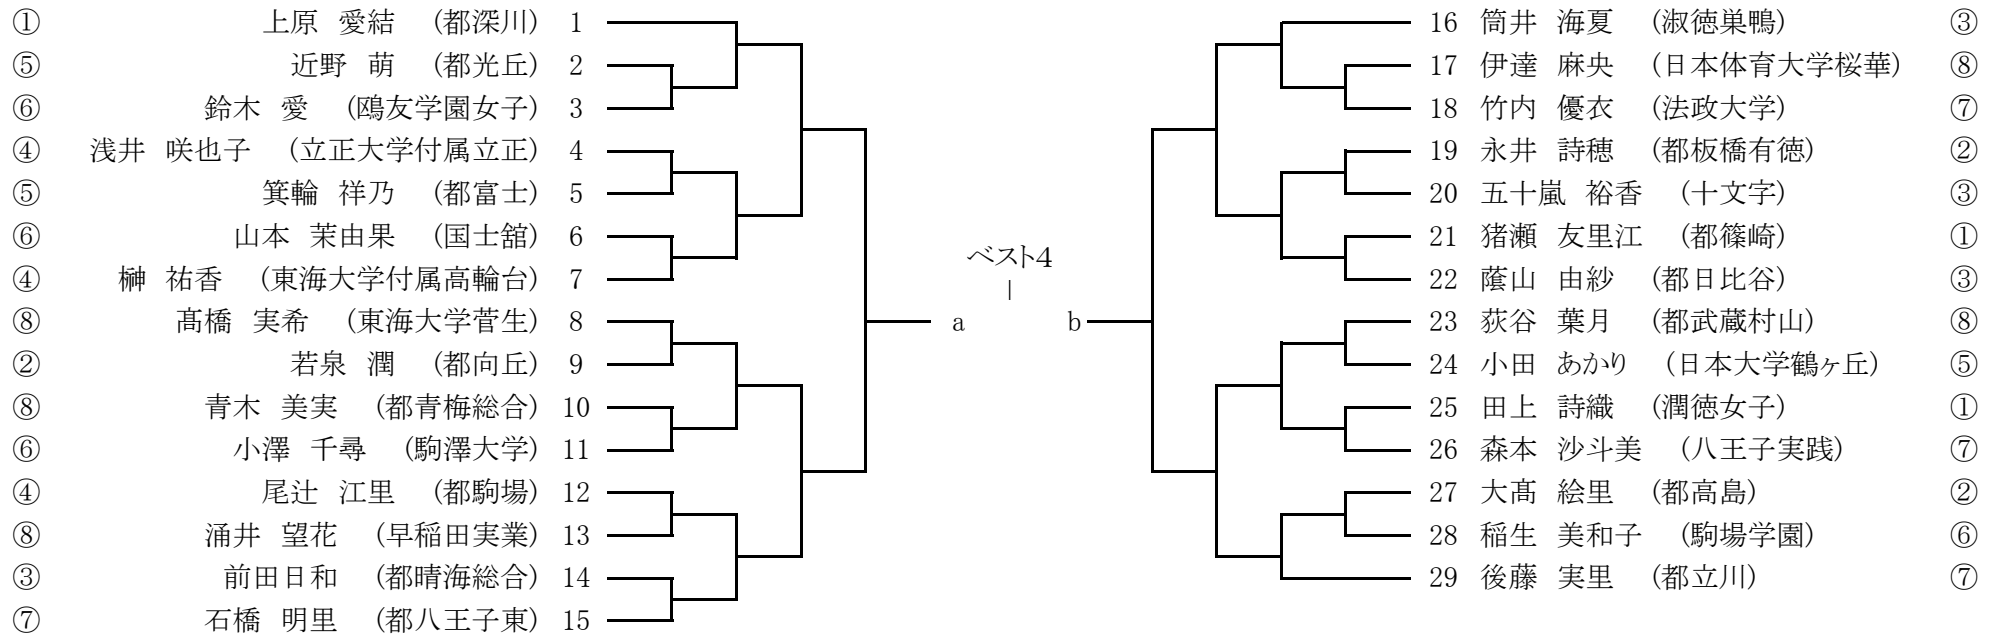 ① 上原 愛結 (都深川) 1
⑤ 近野 萌 (都光丘) 2
⑥ 鈴木 愛 (鴎友学園女子) 3
④ 浅井 咲也子 (立正大学付属立正) 4
⑤ 箕輪 祥乃 (都富士) 5
⑥ 山本 茉由果 (国士舘) 6
④ 榊 祐香 (東海大学付属高輪台) 7
⑧ 髙橋 実希 (東海大学菅生) 8
② 若泉 潤 (都向丘) 9
⑧ 青木 美実 (都青梅総合) 10
⑥ 小澤 千尋 (駒澤大学) 11
④ 尾辻 江里 (都駒場) 12
⑧ 涌井 望花 (早稲田実業) 13
③ 前田日和 (都晴海総合) 14
⑦ 石橋 明里 (都八王子東) 15
ベスト4
|
a b
16 筒井 海夏 (淑徳巣鴨) ③
17 伊達 麻央 (日本体育大学桜華) ⑧
18 竹内 優衣 (法政大学) ⑦
19 永井 詩穂 (都板橋有徳) ②
20 五十嵐 裕香 (十文字) ③
21 猪瀬 友里江 (都篠崎) ①
22 蔭山 由紗 (都日比谷) ③
23 荻谷 葉月 (都武蔵村山) ⑧
24 小田 あかり (日本大学鶴ヶ丘) ⑤
25 田上 詩織 (潤徳女子) ①
26 森本 沙斗美 (八王子実践) ⑦
27 大髙 絵里 (都高島) ②
28 稲生 美和子 (駒場学園) ⑥
29 後藤 実里 (都立川) ⑦